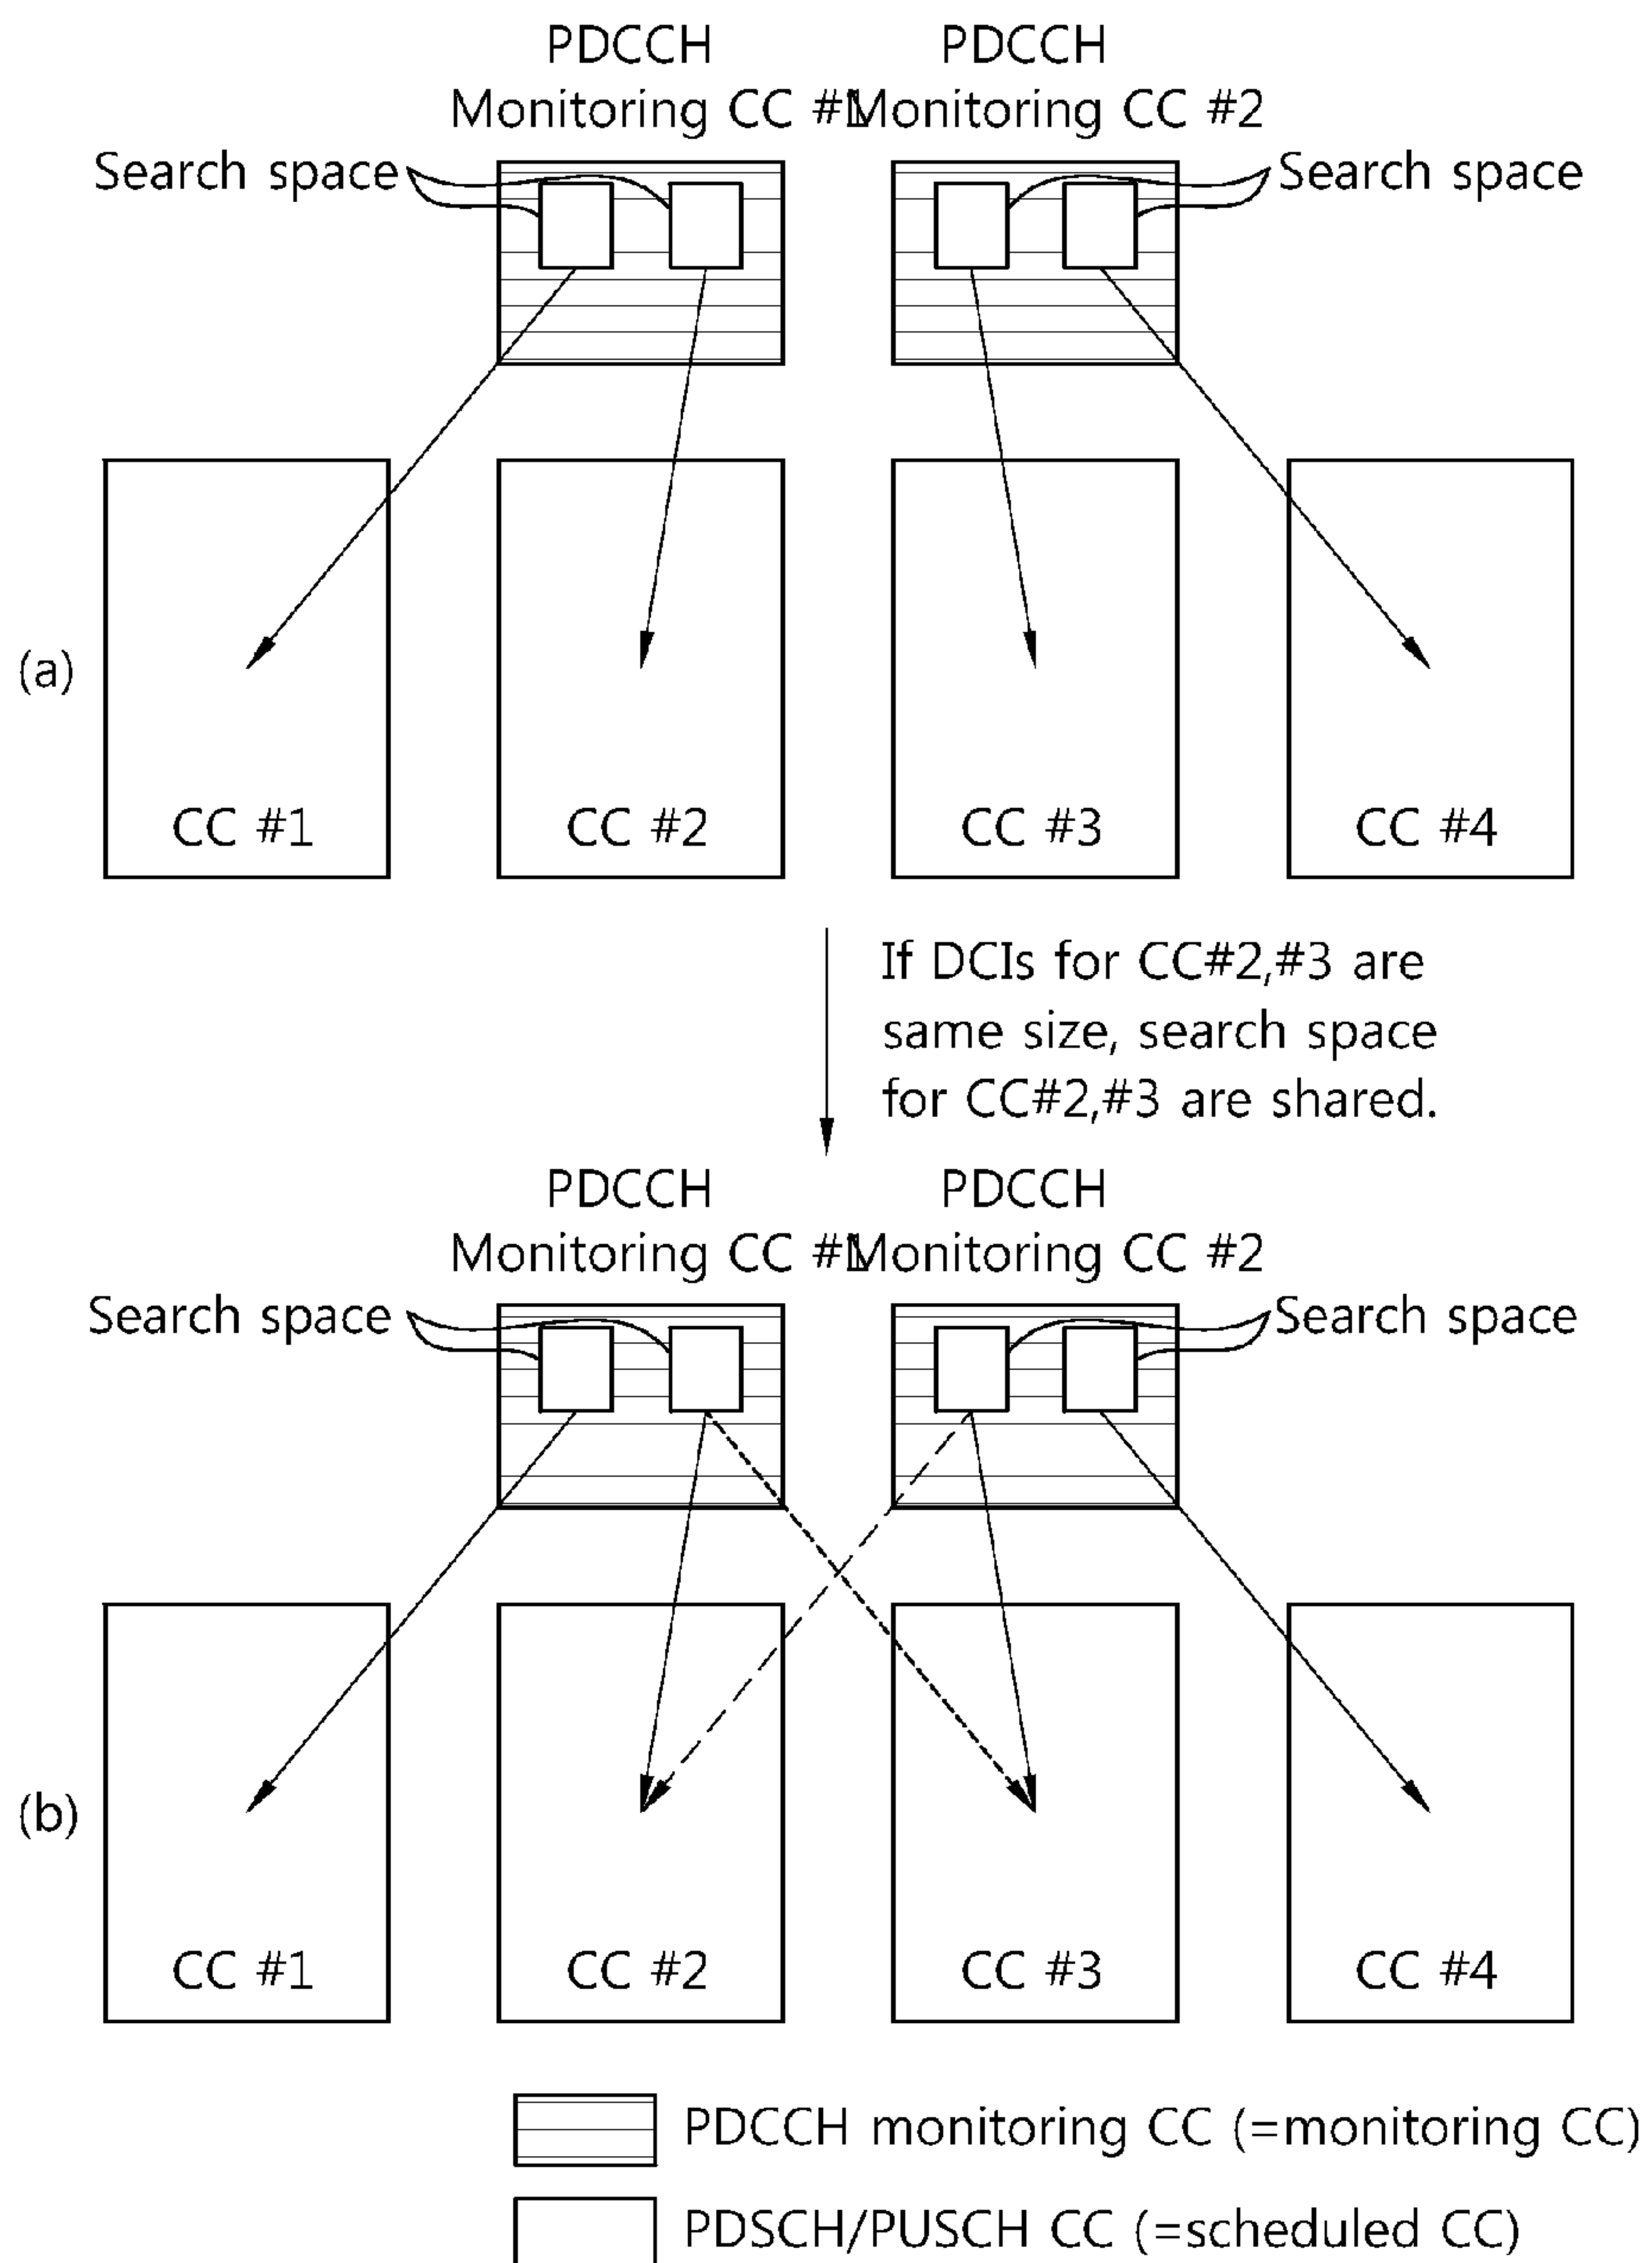 PDCCH
Monitoring CC #1
PDCCH
Monitoring CC #2
Search space
Search space
(a)
CC #1
CC #2
CC #3
CC #4
If DCIs for CC#2,#3 are
same size, search space
for CC#2,#3 are shared.
PDCCH
Monitoring CC #1
PDCCH
Monitoring CC #2
Search space
Search space
(b)
CC #1
CC #2
CC #3
CC #4
PDCCH monitoring CC (=monitoring CC)
PDSCH/PUSCH CC (=scheduled CC)